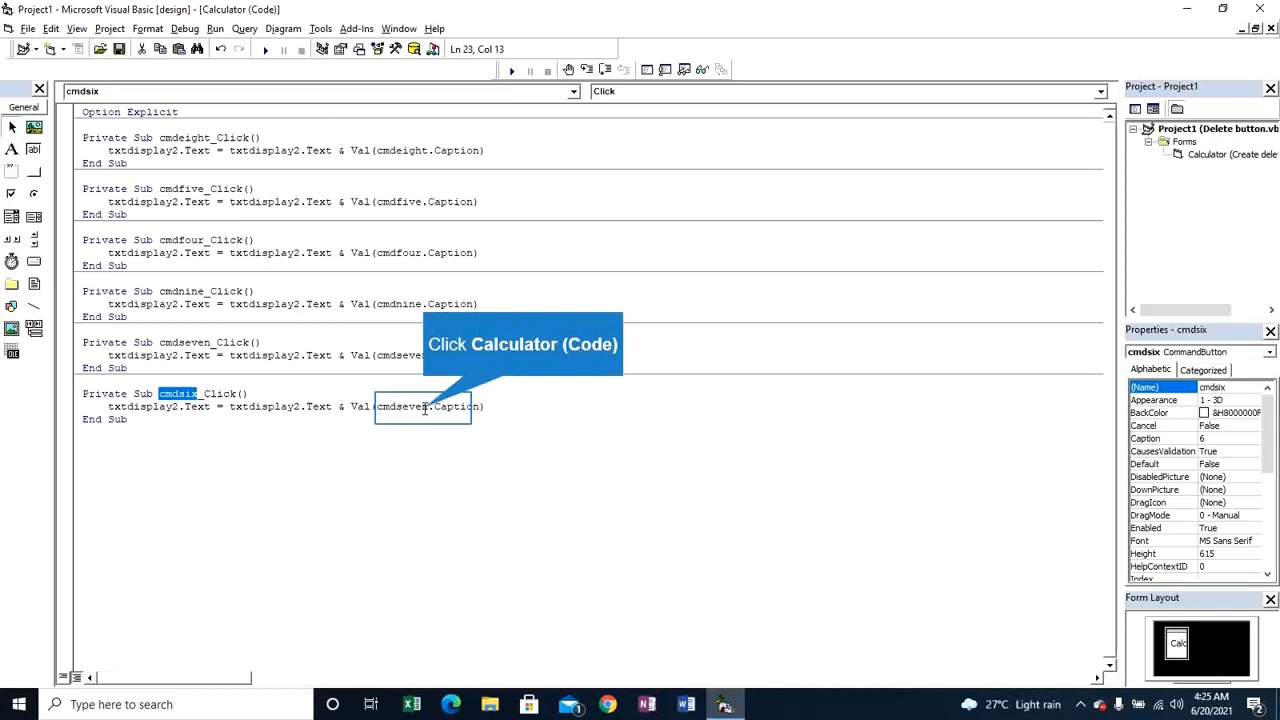 Project1 - Microsoft Visual Basic [design] - [Calculator (Code)]
File Edit View Project Format Debug Run Query Diagram Tools Add-Ins Window Help
Ln 23, Col 13
General
cmdsix
Click
Option Explicit
Private Sub cmdeight_Click()
txtdisplay2.Text = txtdisplay2.Text & Val(cmdeight.Caption)
End Sub
Private Sub cmdfive_Click()
txtdisplay2.Text = txtdisplay2.Text & Val(cmdfive.Caption)
End Sub
Private Sub cmdfour_Click()
txtdisplay2.Text = txtdisplay2.Text & Val(cmdfour.Caption)
End Sub
Private Sub cmdnine_Click()
txtdisplay2.Text = txtdisplay2.Text & Val(cmdnine.Caption)
End Sub
Private Sub cmdseven_Click()
txtdisplay2.Text = txtdisplay2.Text & Val(cmdseve
End Sub
Click Calculator (Code)
Private Sub cmdsix_Click()
txtdisplay2.Text = txtdisplay2.Text & Val(cmdseven.Caption)
End Sub
Project - Project1
Project1 (Delete button.vb
Forms
Calculator (Create dele
Properties - cmdsix
cmdsix CommandButton
Alphabetic Categorized
(Name) cmdsix
Appearance 1 - 3D
BackColor &H8000000F
Cancel False
Caption 6
CausesValidation True
Default False
DisabledPicture (None)
DownPicture (None)
DragIcon (None)
DragMode 0 - Manual
Enabled True
Font MS Sans Serif
Height 615
HelpContextID 0
Index
Form Layout
Calc
Type here to search
27°C Light rain
4:25 AM
6/20/2021